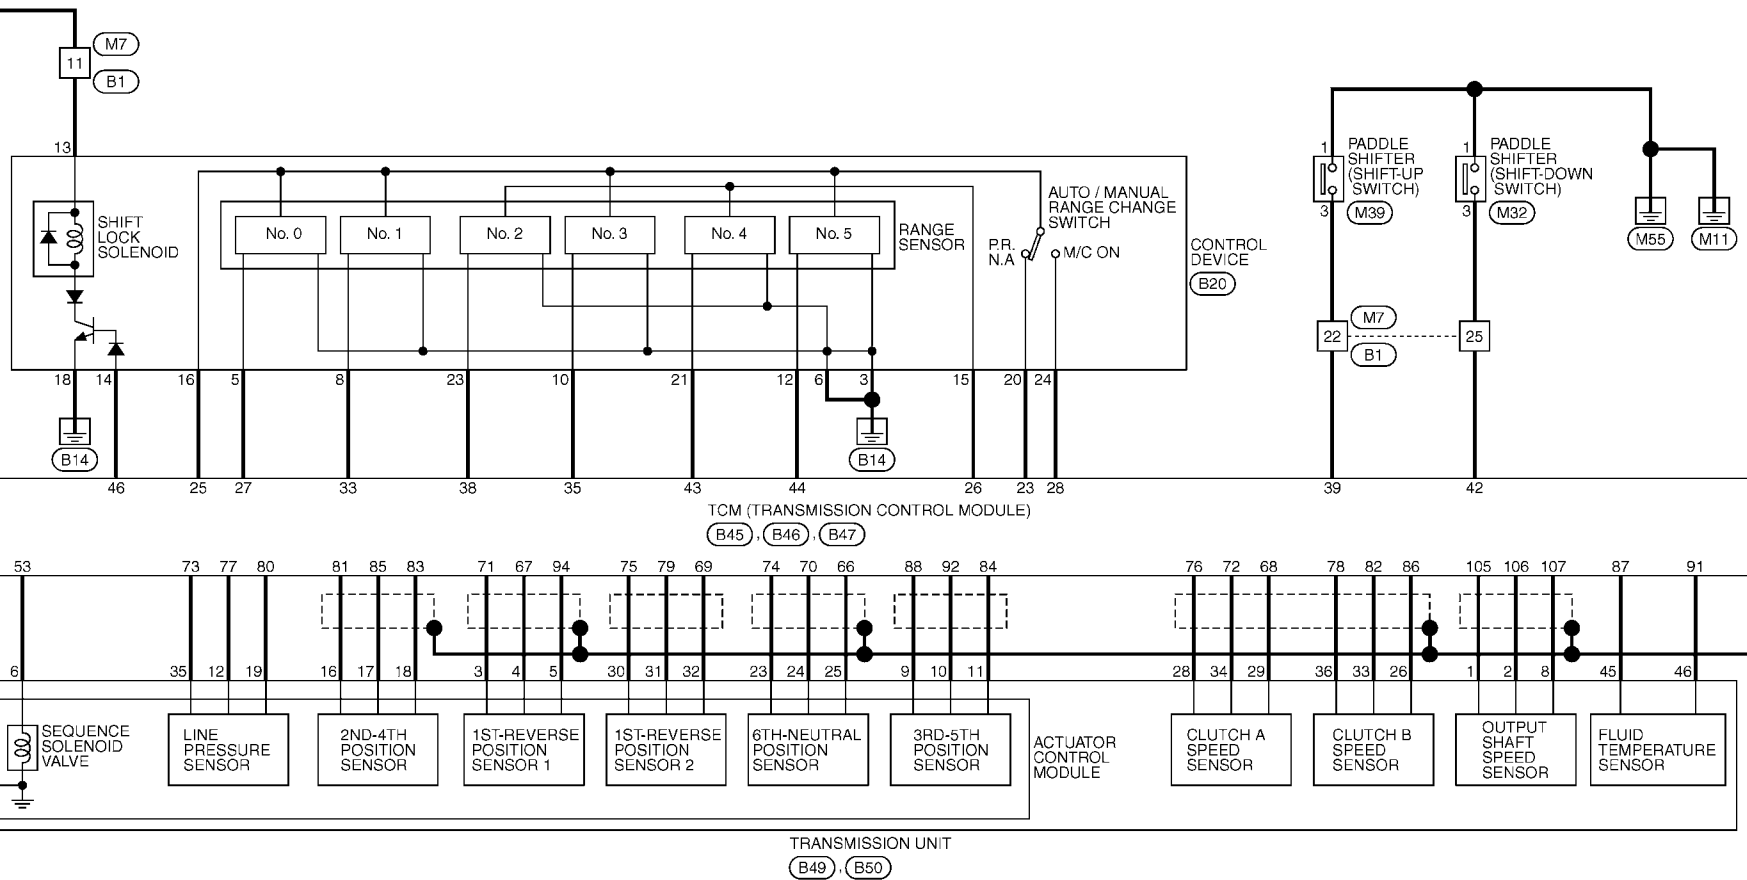 M7
11
B1
13
SHIFT
LOCK
SOLENOID
No. 0
No. 1
No. 2
No. 3
No. 4
No. 5
RANGE
SENSOR
AUTO / MANUAL
RANGE CHANGE
SWITCH
P.R.
N.A
M/C ON
CONTROL
DEVICE
B20
1
PADDLE
SHIFTER
(SHIFT-UP
SWITCH)
3
M39
1
PADDLE
SHIFTER
(SHIFT-DOWN
SWITCH)
3
M32
M55
M11
M7
22
25
B1
18 14 16 5 8 23 10 21 12 6 3 15 20 24
B14
B14
46 25 27 33 38 35 43 44 26 23 28 39 42
TCM (TRANSMISSION CONTROL MODULE)
B45 , B46 , B47
53 73 77 80 81 85 83 71 67 94 75 79 69 74 70 66 88 92 84 76 72 68 78 82 86 105 106 107 87 91
6 35 12 19 16 17 18 3 4 5 30 31 32 23 24 25 9 10 11 28 34 29 36 33 26 1 2 8 45 46
SEQUENCE
SOLENOID
VALVE
LINE
PRESSURE
SENSOR
2ND-4TH
POSITION
SENSOR
1ST-REVERSE
POSITION
SENSOR 1
1ST-REVERSE
POSITION
SENSOR 2
6TH-NEUTRAL
POSITION
SENSOR
3RD-5TH
POSITION
SENSOR
ACTUATOR
CONTROL
MODULE
CLUTCH A
SPEED
SENSOR
CLUTCH B
SPEED
SENSOR
OUTPUT
SHAFT
SPEED
SENSOR
FLUID
TEMPERATURE
SENSOR
TRANSMISSION UNIT
B49 , B50